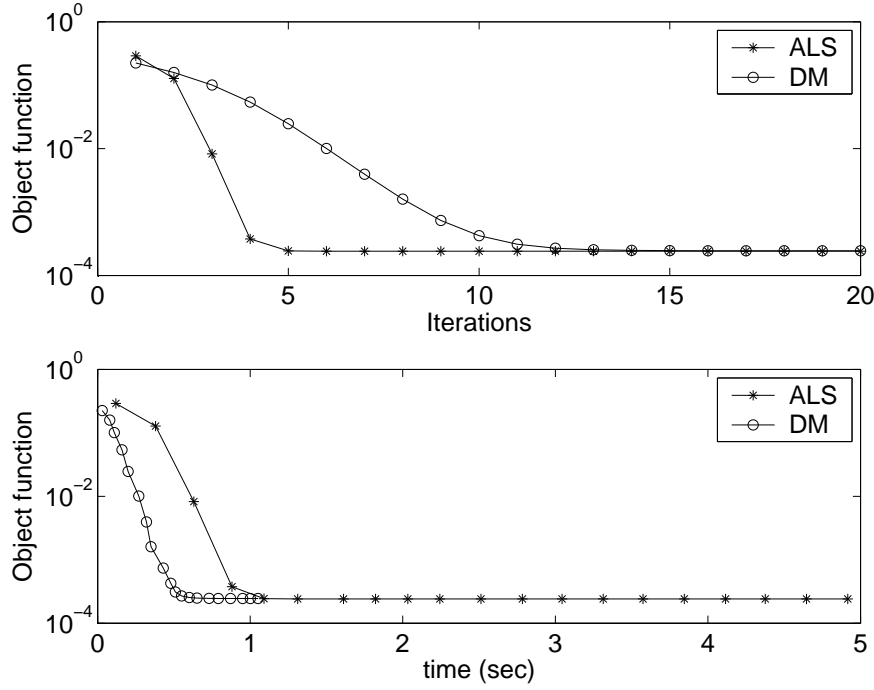 10^0
10^-2
10^-4
Object function
ALS
DM
0
5
10
15
20
Iterations
10^0
10^-2
10^-4
Object function
ALS
DM
0
1
2
3
4
5
time (sec)